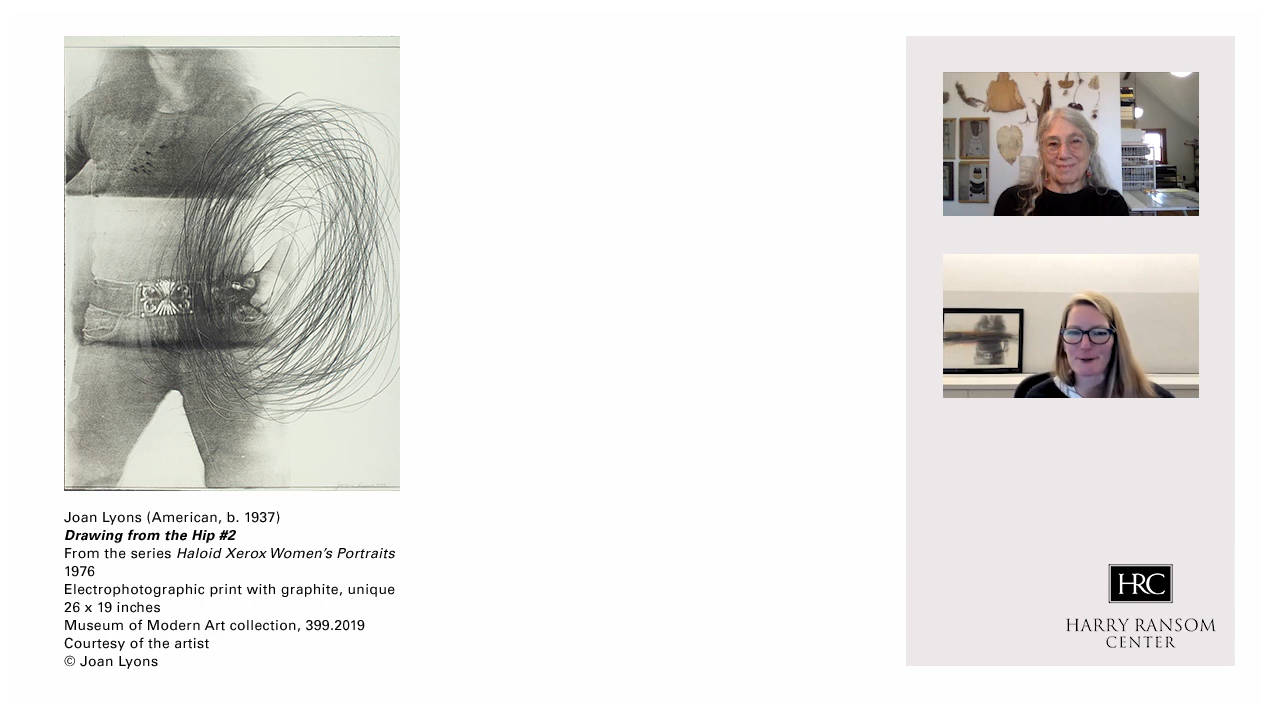 Joan Lyons (American, b. 1937)
Drawing from the Hip #2
From the series Haloid Xerox Women's Portraits
1976
Electrophotographic print with graphite, unique
26 x 19 inches
Museum of Modern Art collection, 399.2019
Courtesy of the artist
© Joan Lyons
HRC
HARRY RANSOM
CENTER